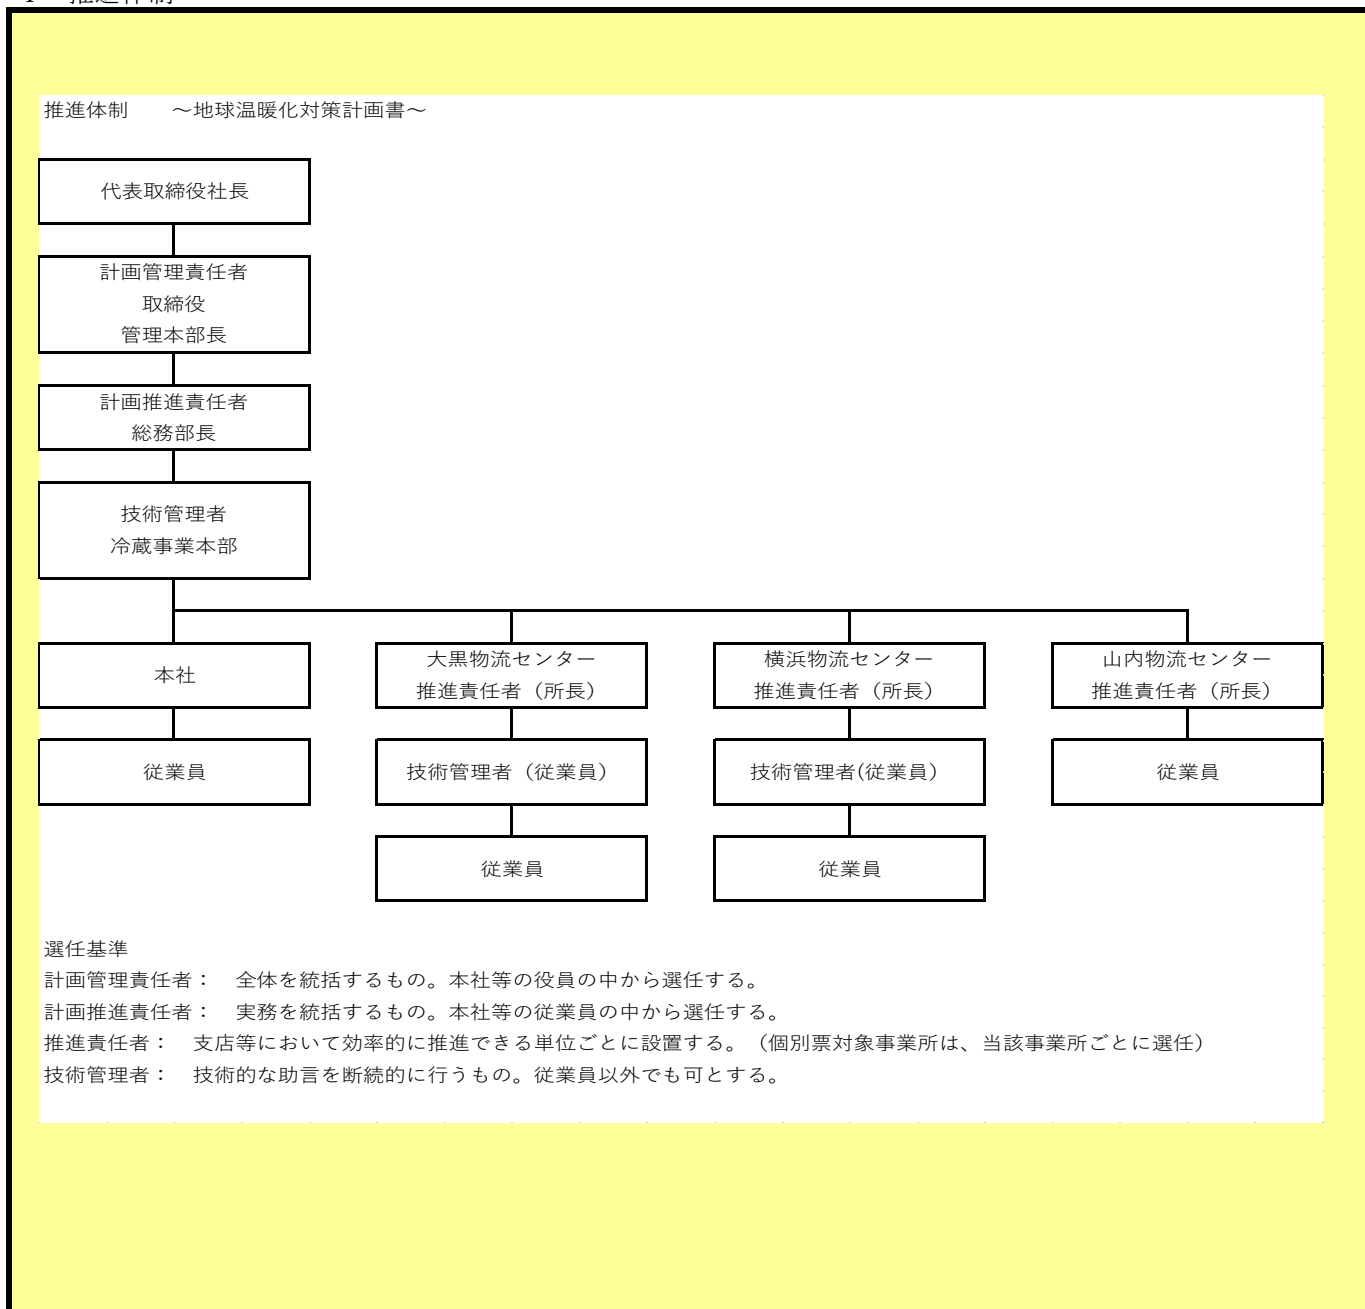 推進体制　　～地球温暖化対策計画書～
代表取締役社長
計画管理責任者
取締役
管理本部長
計画推進責任者
総務部長
技術管理者
冷蔵事業本部
本社
大黒物流センター
推進責任者（所長）
横浜物流センター
推進責任者（所長）
山内物流センター
推進責任者（所長）
従業員
技術管理者（従業員）
技術管理者(従業員）
従業員
従業員
従業員
選任基準
計画管理責任者：　全体を統括するもの。本社等の役員の中から選任する。
計画推進責任者：　実務を統括するもの。本社等の従業員の中から選任する。
推進責任者：　支店等において効率的に推進できる単位ごとに設置する。（個別票対象事業所は、当該事業所ごとに選任）
技術管理者：　技術的な助言を断続的に行うもの。従業員以外でも可とする。